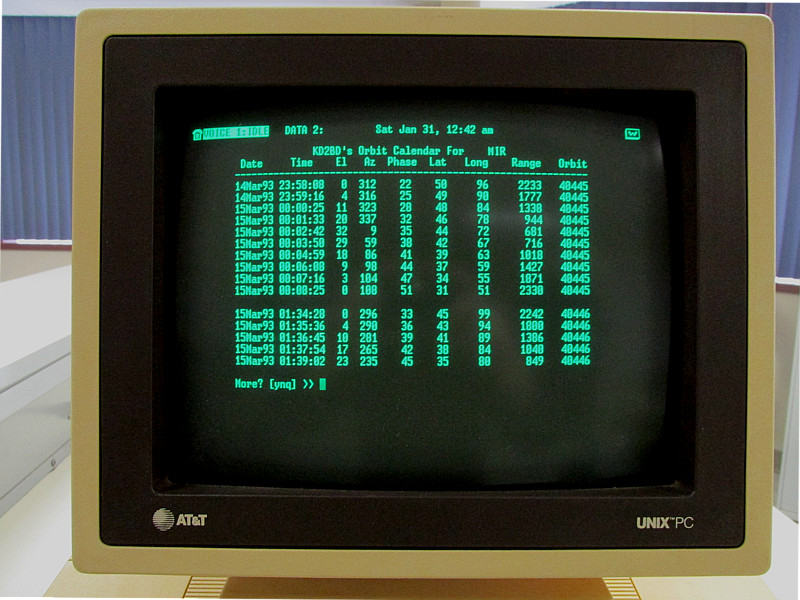 VOICE 1:IDLE DATA 2: Sat Jan 31, 12:42 am
KD2BD's Orbit Calendar For MIR
Date Time El Az Phase Lat Long Range Orbit
14Mar93 23:58:08 0 312 22 50 96 2233 40445
14Mar93 23:59:16 4 316 25 49 90 1777 40445
15Mar93 00:00:25 11 323 28 48 84 1338 40445
15Mar93 00:01:33 20 337 32 46 78 944 40445
15Mar93 00:02:42 32 9 35 44 72 681 40445
15Mar93 00:03:50 29 59 38 42 67 716 40445
15Mar93 00:04:59 18 86 41 39 63 1018 40445
15Mar93 00:06:08 9 98 44 37 59 1427 40445
15Mar93 00:07:16 3 104 47 34 55 1871 40445
15Mar93 00:08:25 0 108 51 31 51 2330 40445
15Mar93 01:34:28 0 296 33 45 99 2242 40446
15Mar93 01:35:36 4 290 36 43 94 1800 40446
15Mar93 01:36:45 10 281 39 41 89 1386 40446
15Mar93 01:37:54 17 265 42 38 84 1040 40446
15Mar93 01:39:02 23 235 45 35 80 849 40446
More? [ynq] >>
AT&T UNIX™PC